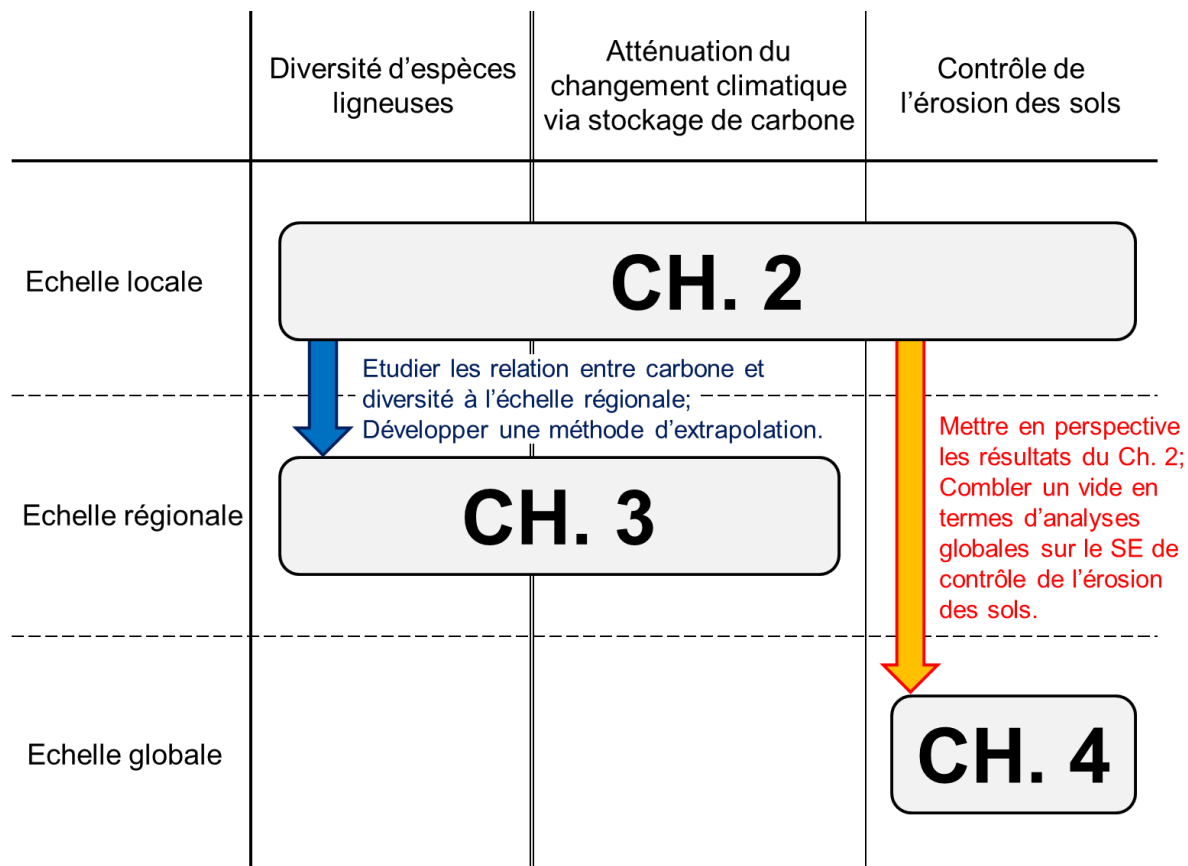 Diversité d'espèces
ligneuses
Atténuation du
changement climatique
via stockage de carbone
Contrôle de
l'érosion des sols
Echelle locale
CH. 2
Etudier les relation entre carbone et
diversité à l'échelle régionale;
Développer une méthode d'extrapolation.
Mettre en perspective
les résultats du Ch. 2;
Combler un vide en
termes d'analyses
globales sur le SE de
contrôle de l'érosion
des sols.
Echelle régionale
CH. 3
Echelle globale
CH. 4